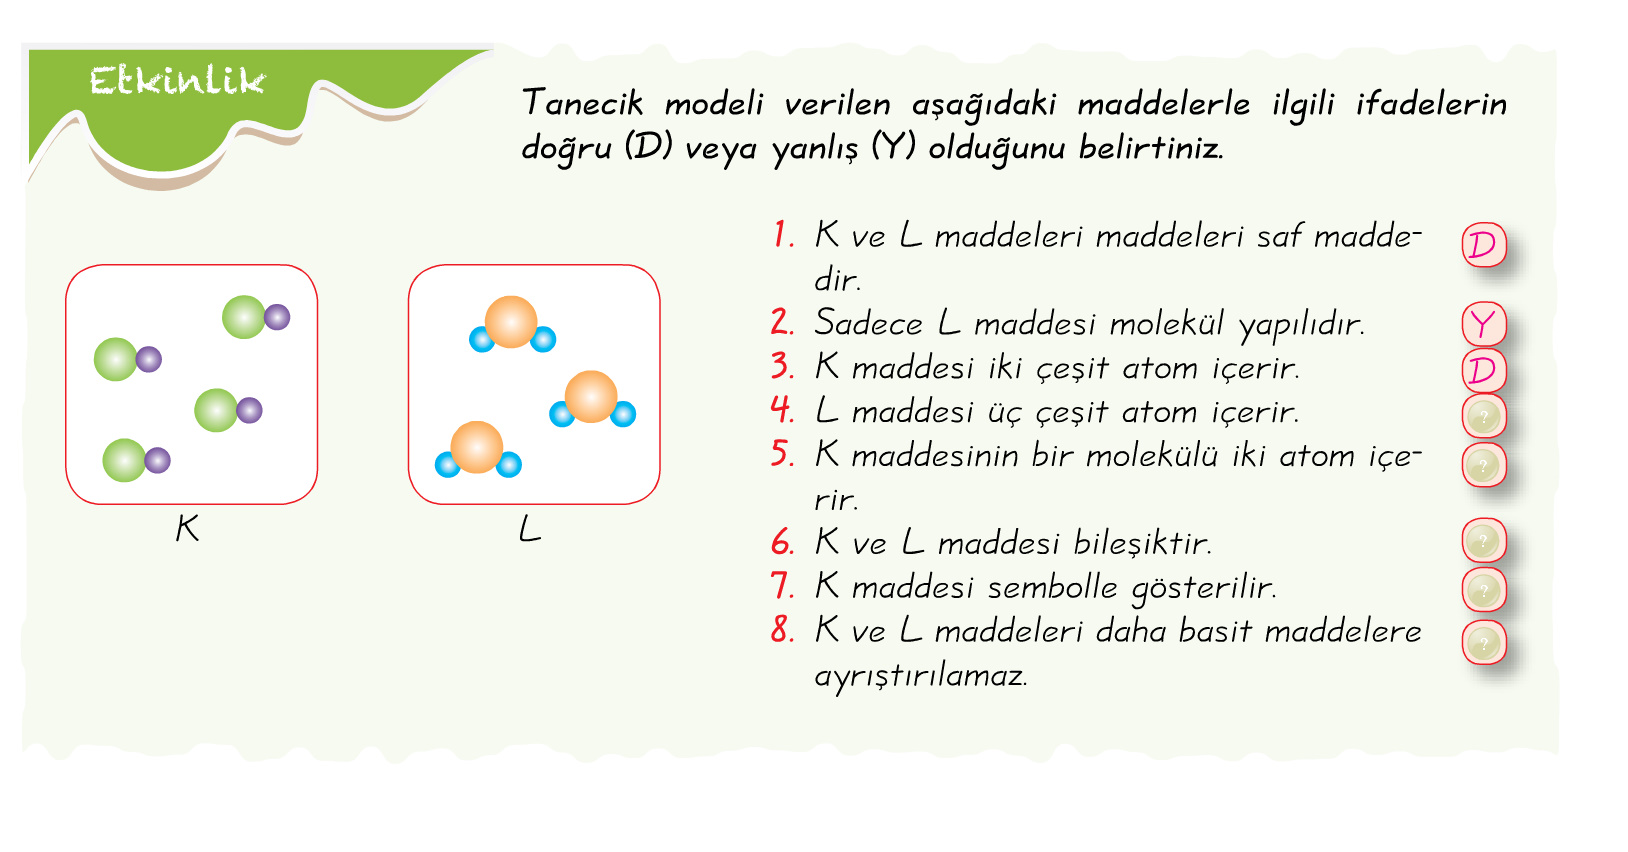 Etkinlik
Tanecik modeli verilen aşağıdaki maddelerle ilgili ifadelerin
doğru (D) veya yanlış (Y) olduğunu belirtiniz.
1. K ve L maddeleri maddeleri saf madde-
dir.
D
2. Sadece L maddesi molekül yapılıdır.
Y
3. K maddesi iki çeşit atom içerir.
D
4. L maddesi üç çeşit atom içerir.
?
5. K maddesinin bir molekülü iki atom içe-
rir.
?
6. K ve L maddesi bileşiktir.
?
7. K maddesi sembolle gösterilir.
?
8. K ve L maddeleri daha basit maddelere
ayrıştırılamaz.
?
K
L